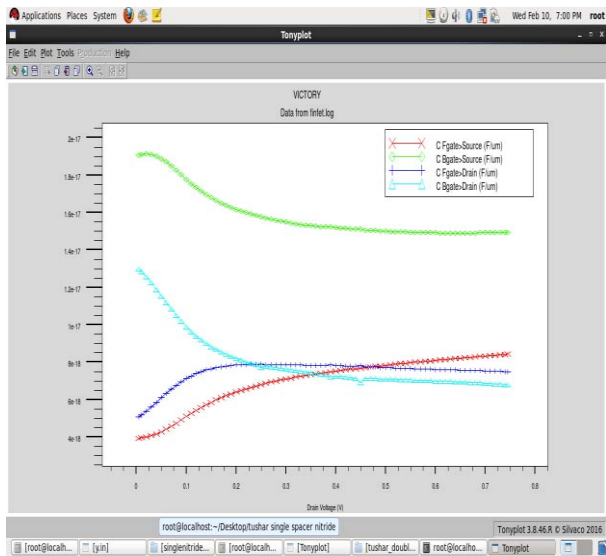 Applications Places System Wed Feb 10, 7:00 PM root
Tonyplot
File Edit Plot Tools Production Help
VICTORY
Data from finfet.log
C Fgate>Source (F/um)
C Bgate>Source (F/um)
C Fgate>Drain (F/um)
C Bgate>Drain (F/um)
2e-17
1.8e-17
1.6e-17
1.4e-17
1.2e-17
1e-17
8e-18
6e-18
4e-18
0 0.1 0.2 0.3 0.4 0.5 0.6 0.7 0.8
Drain Voltage (V)
root@localhost:~/Desktop/tushar single spacer nitride
Tonyplot 3.8.46.R © Silvaco 2016
[root@localh... [y.in] [singlenitride... [root@localh... [Tonyplot] [tushar_doubl... root@localho... Tonyplot